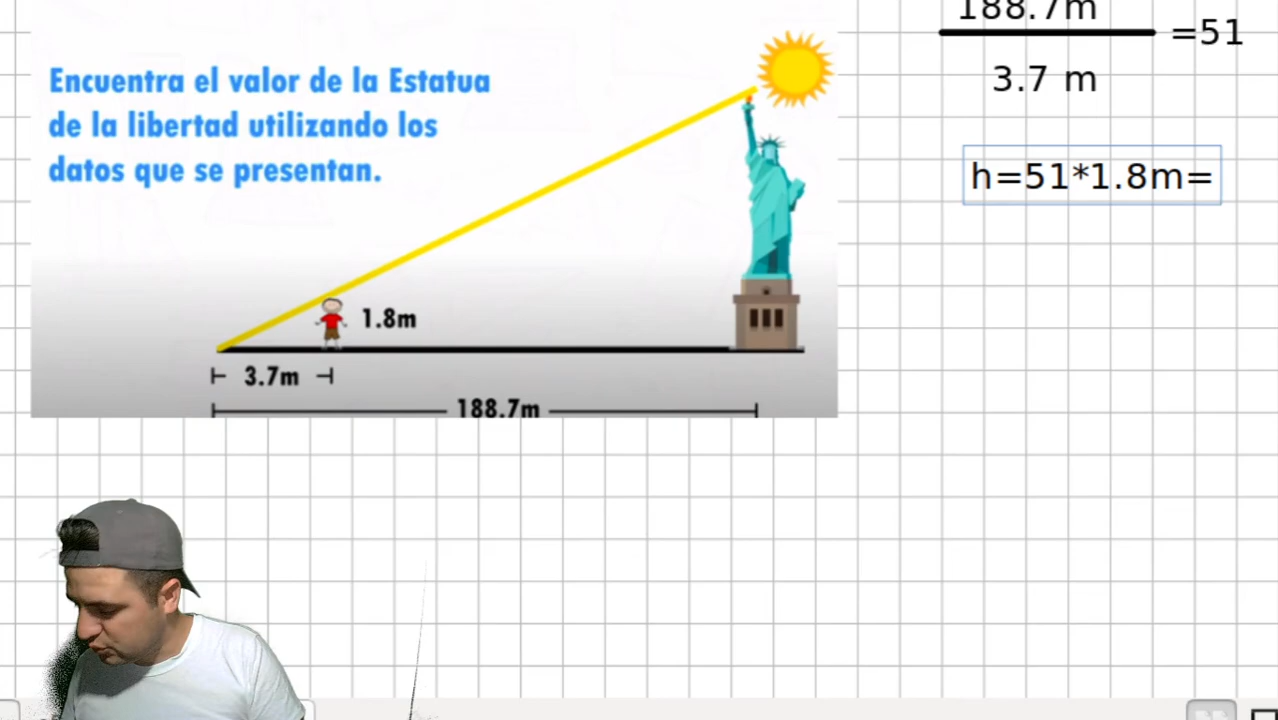 Encuentra el valor de la Estatua
de la libertad utilizando los
datos que se presentan.
1.8m
3.7m
188.7m
188.7m
=51
3.7 m
h=51*1.8m=